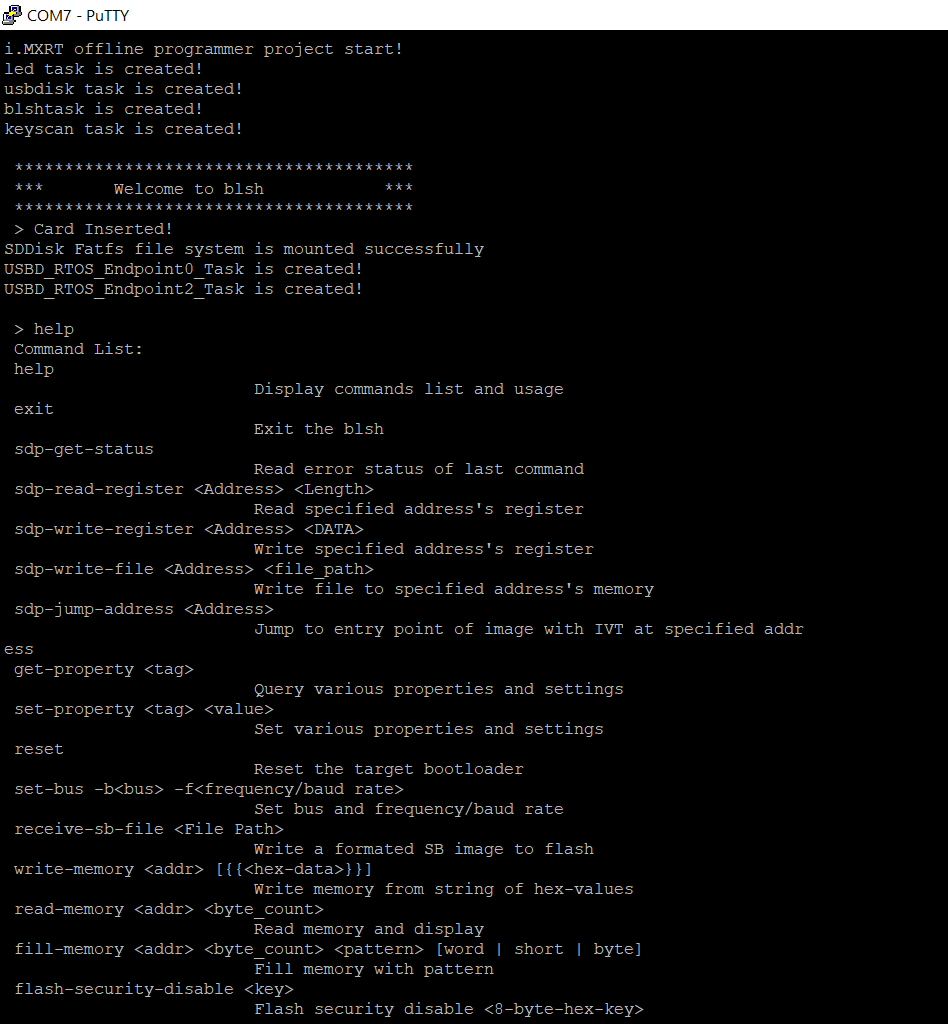 COM7 - PuTTY
i.MXRT offline programmer project start!
led task is created!
usbdisk task is created!
blshtask is created!
keyscan task is created!
****************************************
***       Welcome to blsh            ***
****************************************
> Card Inserted!
SDDisk Fatfs file system is mounted successfully
USBD_RTOS_Endpoint0_Task is created!
USBD_RTOS_Endpoint2_Task is created!
> help
Command List:
help
Display commands list and usage
exit
Exit the blsh
sdp-get-status
Read error status of last command
sdp-read-register <Address> <Length>
Read specified address's register
sdp-write-register <Address> <DATA>
Write specified address's register
sdp-write-file <Address> <file_path>
Write file to specified address's memory
sdp-jump-address <Address>
Jump to entry point of image with IVT at specified addr
ess
get-property <tag>
Query various properties and settings
set-property <tag> <value>
Set various properties and settings
reset
Reset the target bootloader
set-bus -b<bus> -f<frequency/baud rate>
Set bus and frequency/baud rate
receive-sb-file <File Path>
Write a formated SB image to flash
write-memory <addr> [{{{<hex-data>}}}]
Write memory from string of hex-values
read-memory <addr> <byte_count>
Read memory and display
fill-memory <addr> <byte_count> <pattern> [word | short | byte]
Fill memory with pattern
flash-security-disable <key>
Flash security disable <8-byte-hex-key>